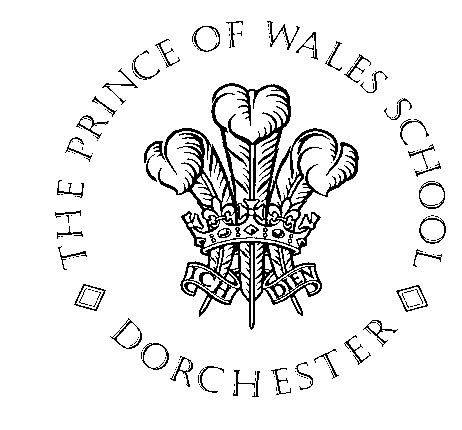 THE PRINCE OF WALES SCHOOL
ICH DIEN
DORCHESTER